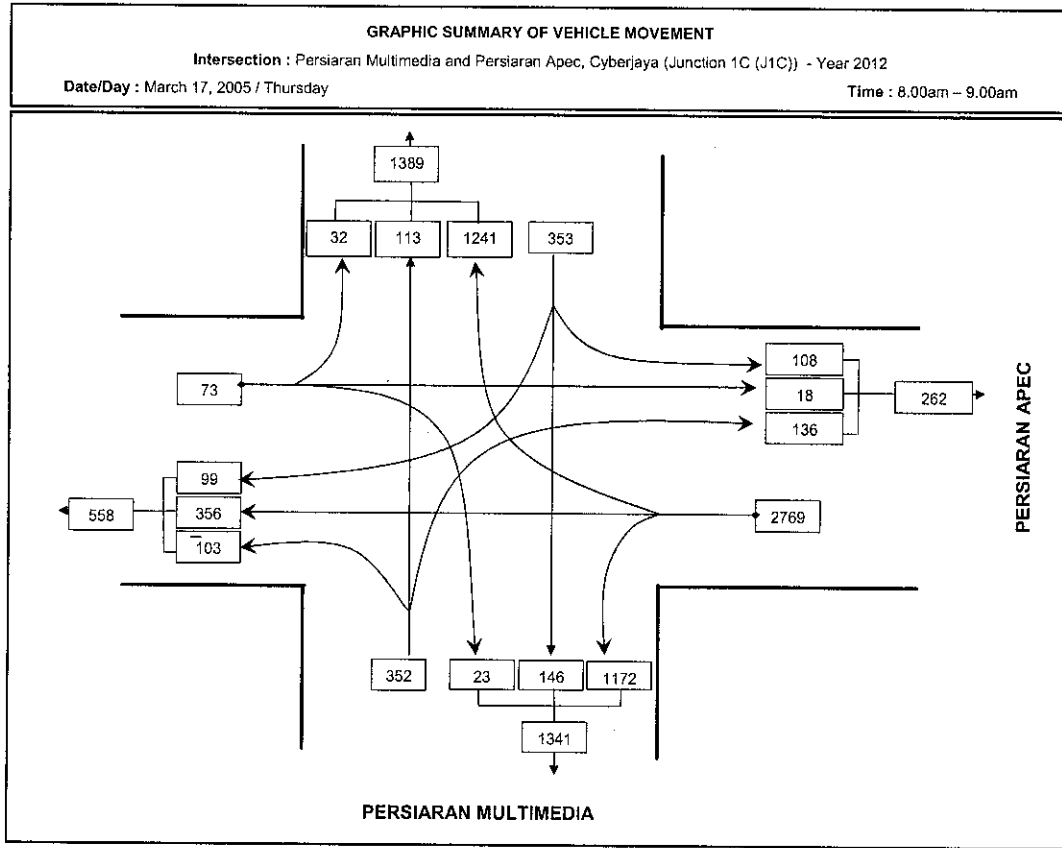 GRAPHIC SUMMARY OF VEHICLE MOVEMENT
Intersection : Persiaran Multimedia and Persiaran Apec, Cyberjaya (Junction 1C (J1C)) - Year 2012
Date/Day : March 17, 2005 / Thursday Time : 8.00am – 9.00am
1389
32 113 1241 353
108
73 18 262
136
99
558 356 2769
103
352 23 146 1172
1341
PERSIARAN APEC
PERSIARAN MULTIMEDIA